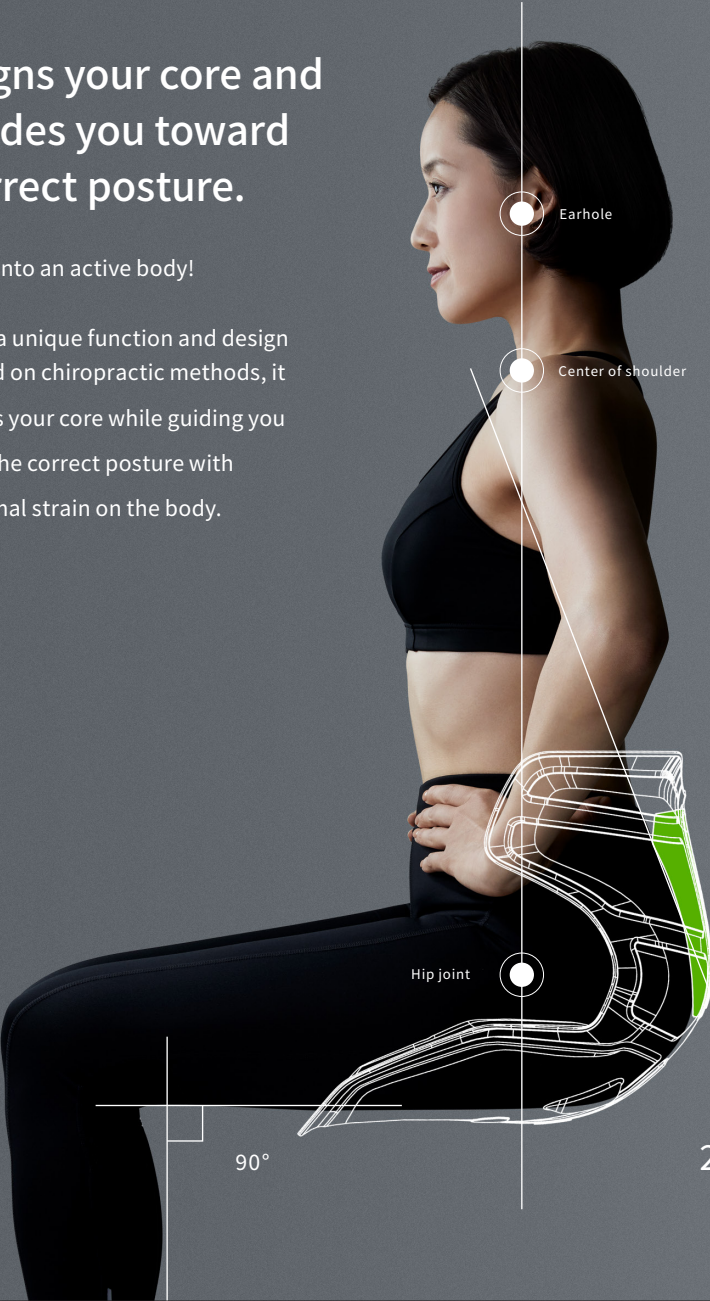 gns your core and
des you toward
rrect posture.
Earhole
nto an active body!
a unique function and design
d on chiropractic methods, it
Center of shoulder
s your core while guiding you
he correct posture with
nal strain on the body.
Hip joint
90°
2